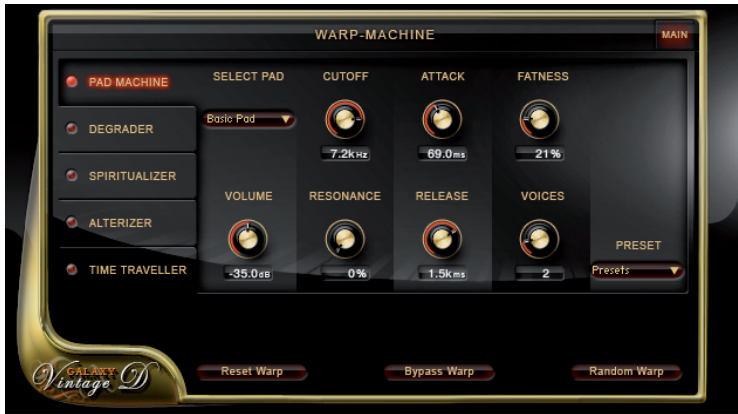 WARP-MACHINE
MAIN
PAD MACHINE
DEGRADER
SPIRITUALIZER
ALTERIZER
TIME TRAVELLER
SELECT PAD
CUTOFF
ATTACK
FATNESS
Basic Pad
7.2kHz
69.0ms
21%
VOLUME
RESONANCE
RELEASE
VOICES
-35.0dB
0%
1.5kms
2
PRESET
Presets
GALAXY
Vintage D
Reset Warp
Bypass Warp
Random Warp